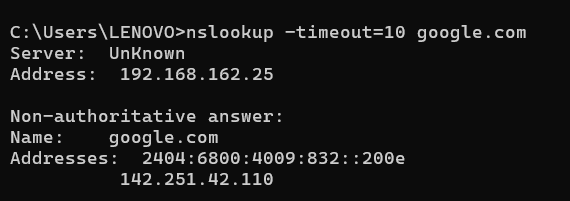 C:\Users\LENOVO>nslookup -timeout=10 google.com
Server:  UnKnown
Address:  192.168.162.25

Non-authoritative answer:
Name:    google.com
Addresses:  2404:6800:4009:832::200e
          142.251.42.110